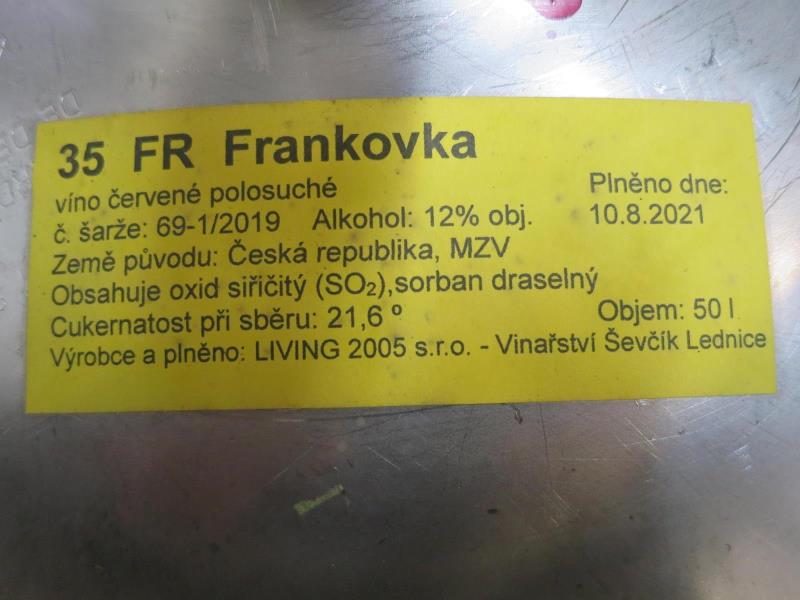 35 FR Frankovka
víno červené polosuché
Plněno dne:
č. šarže: 69-1/2019 Alkohol: 12% obj.
10.8.2021
Země původu: Česká republika, MZV
Obsahuje oxid siřičitý (SO₂),sorban draselný
Cukernatost při sběru: 21,6 º
Objem: 50 l
Výrobce a plněno: LIVING 2005 s.r.o. - Vinařství Ševčík Lednice